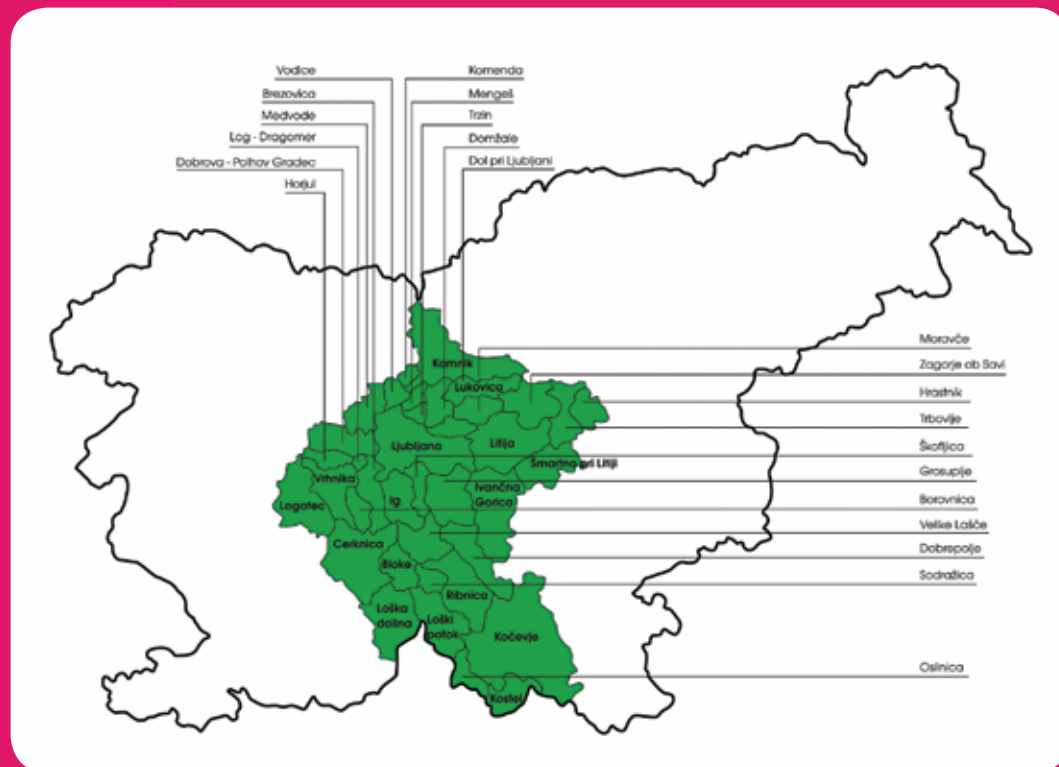 Vodice
Brezovica
Medvode
Log - Dragomer
Dobrova - Polhov Gradec
Horjul
Komenda
Mengeš
Trzin
Domžale
Dol pri Ljubljani
Moravče
Zagorje ob Savi
Hrastnik
Trbovlje
Škofljica
Grosuplje
Borovnica
Velike Lašče
Dobrepolje
Sodražica
Osilnica
Kamnik
Lukovica
Ljubljana
Litija
Šmartno pri Litiji
Vrhnika
Ig
Ivančna
Gorica
Logatec
Cerknica
Bloke
Ribnica
Loška
dolina
Loški
potok
Kočevje
Kostel